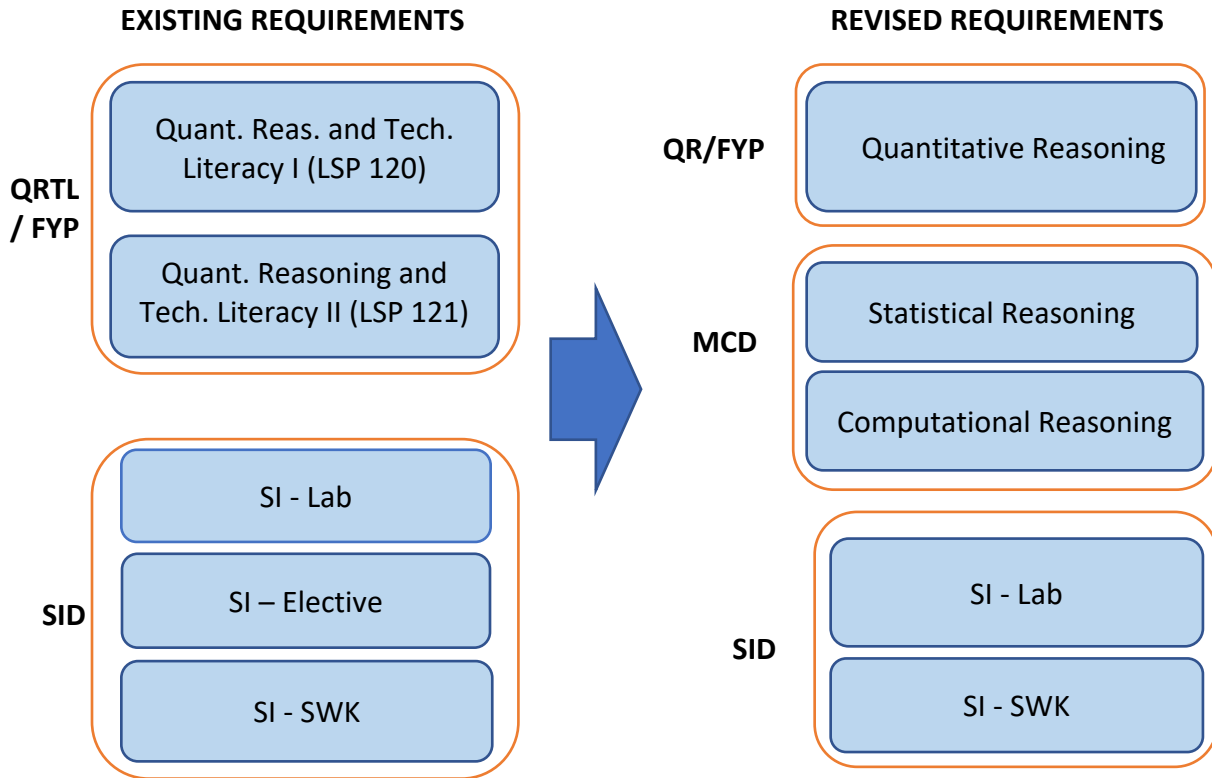 EXISTING REQUIREMENTS
QRTL
/ FYP
Quant. Reas. and Tech.
Literacy I (LSP 120)
Quant. Reasoning and
Tech. Literacy II (LSP 121)
SID
SI - Lab
SI – Elective
SI - SWK
REVISED REQUIREMENTS
QR/FYP
Quantitative Reasoning
MCD
Statistical Reasoning
Computational Reasoning
SID
SI - Lab
SI - SWK